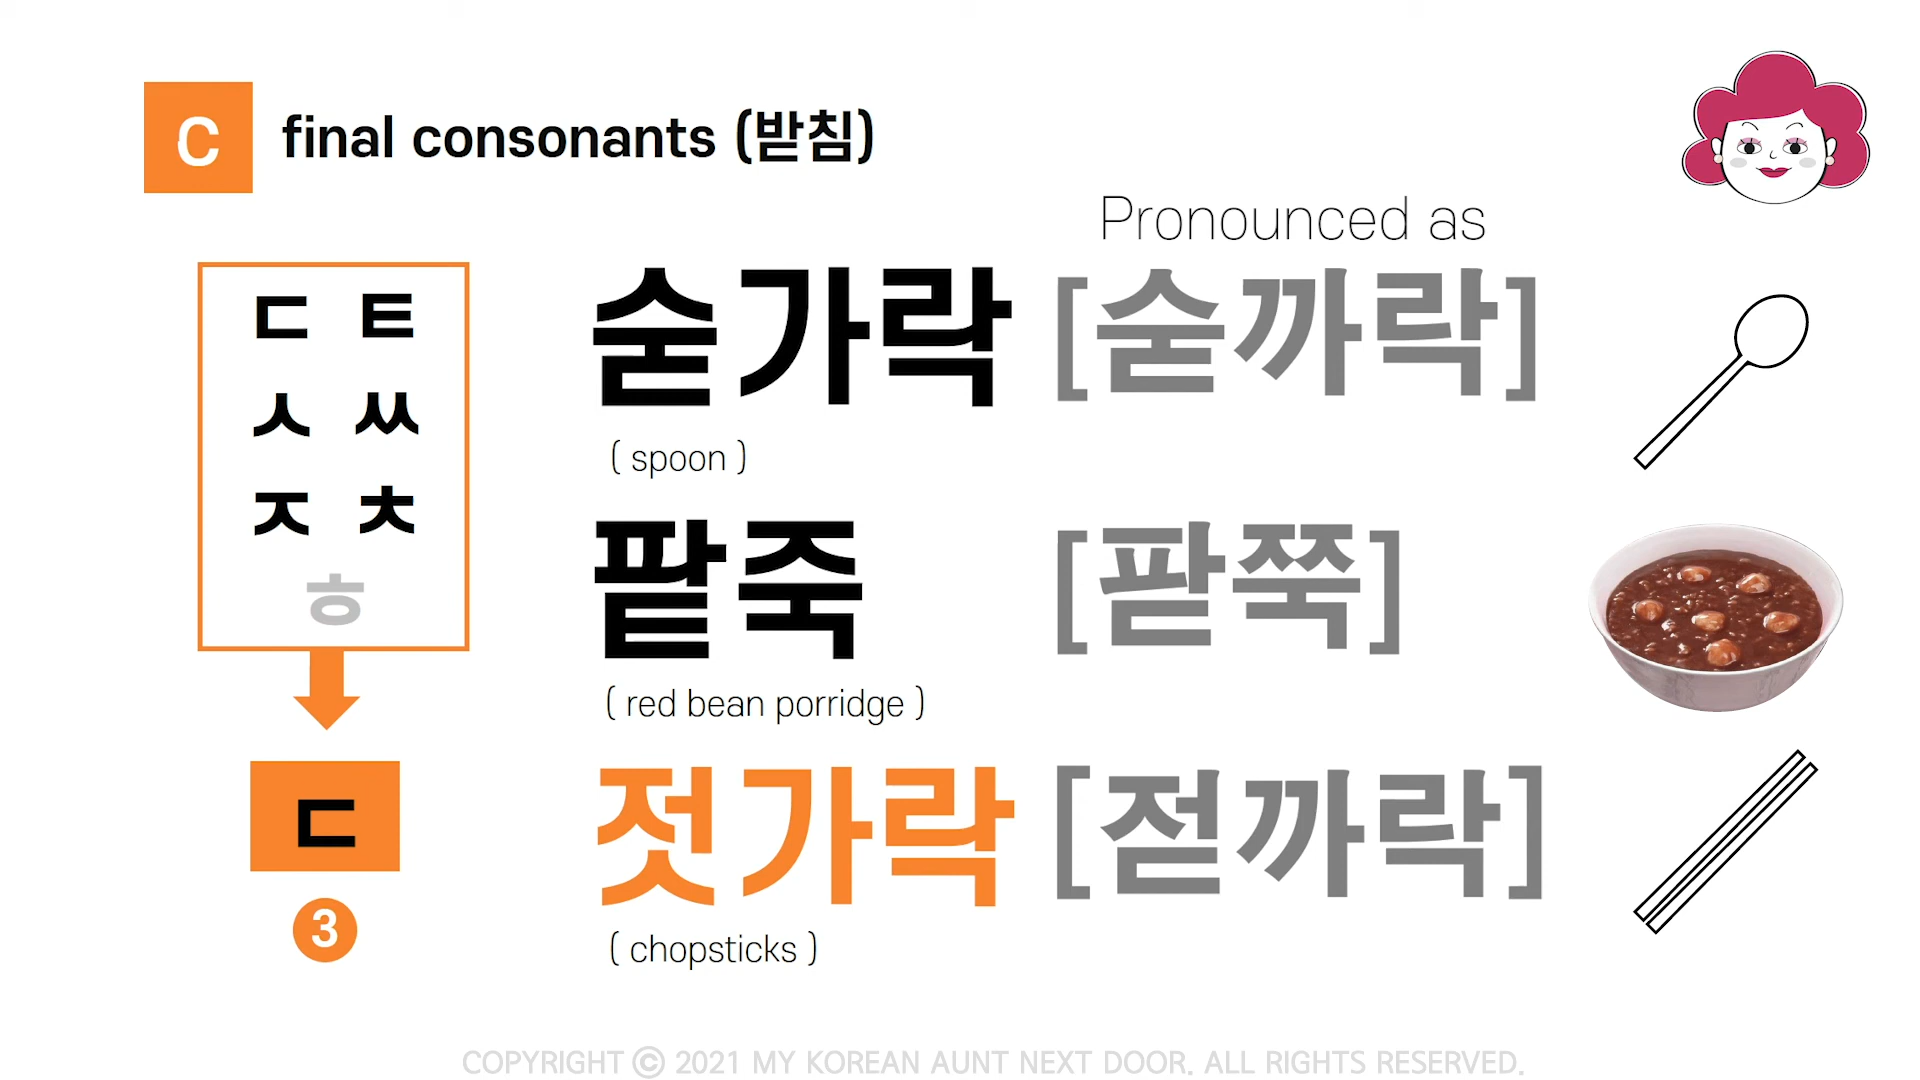 C final consonants (받침)
Pronounced as
ㄷ ㅌ
ㅅ ㅆ
ㅈ ㅊ
ㅎ
ㄷ
3
숟가락 [숟까락]
( spoon )
팥죽 [팓쭉]
( red bean porridge )
젓가락 [젇까락]
( chopsticks )
COPYRIGHT © 2021 MY KOREAN AUNT NEXT DOOR. ALL RIGHTS RESERVED.